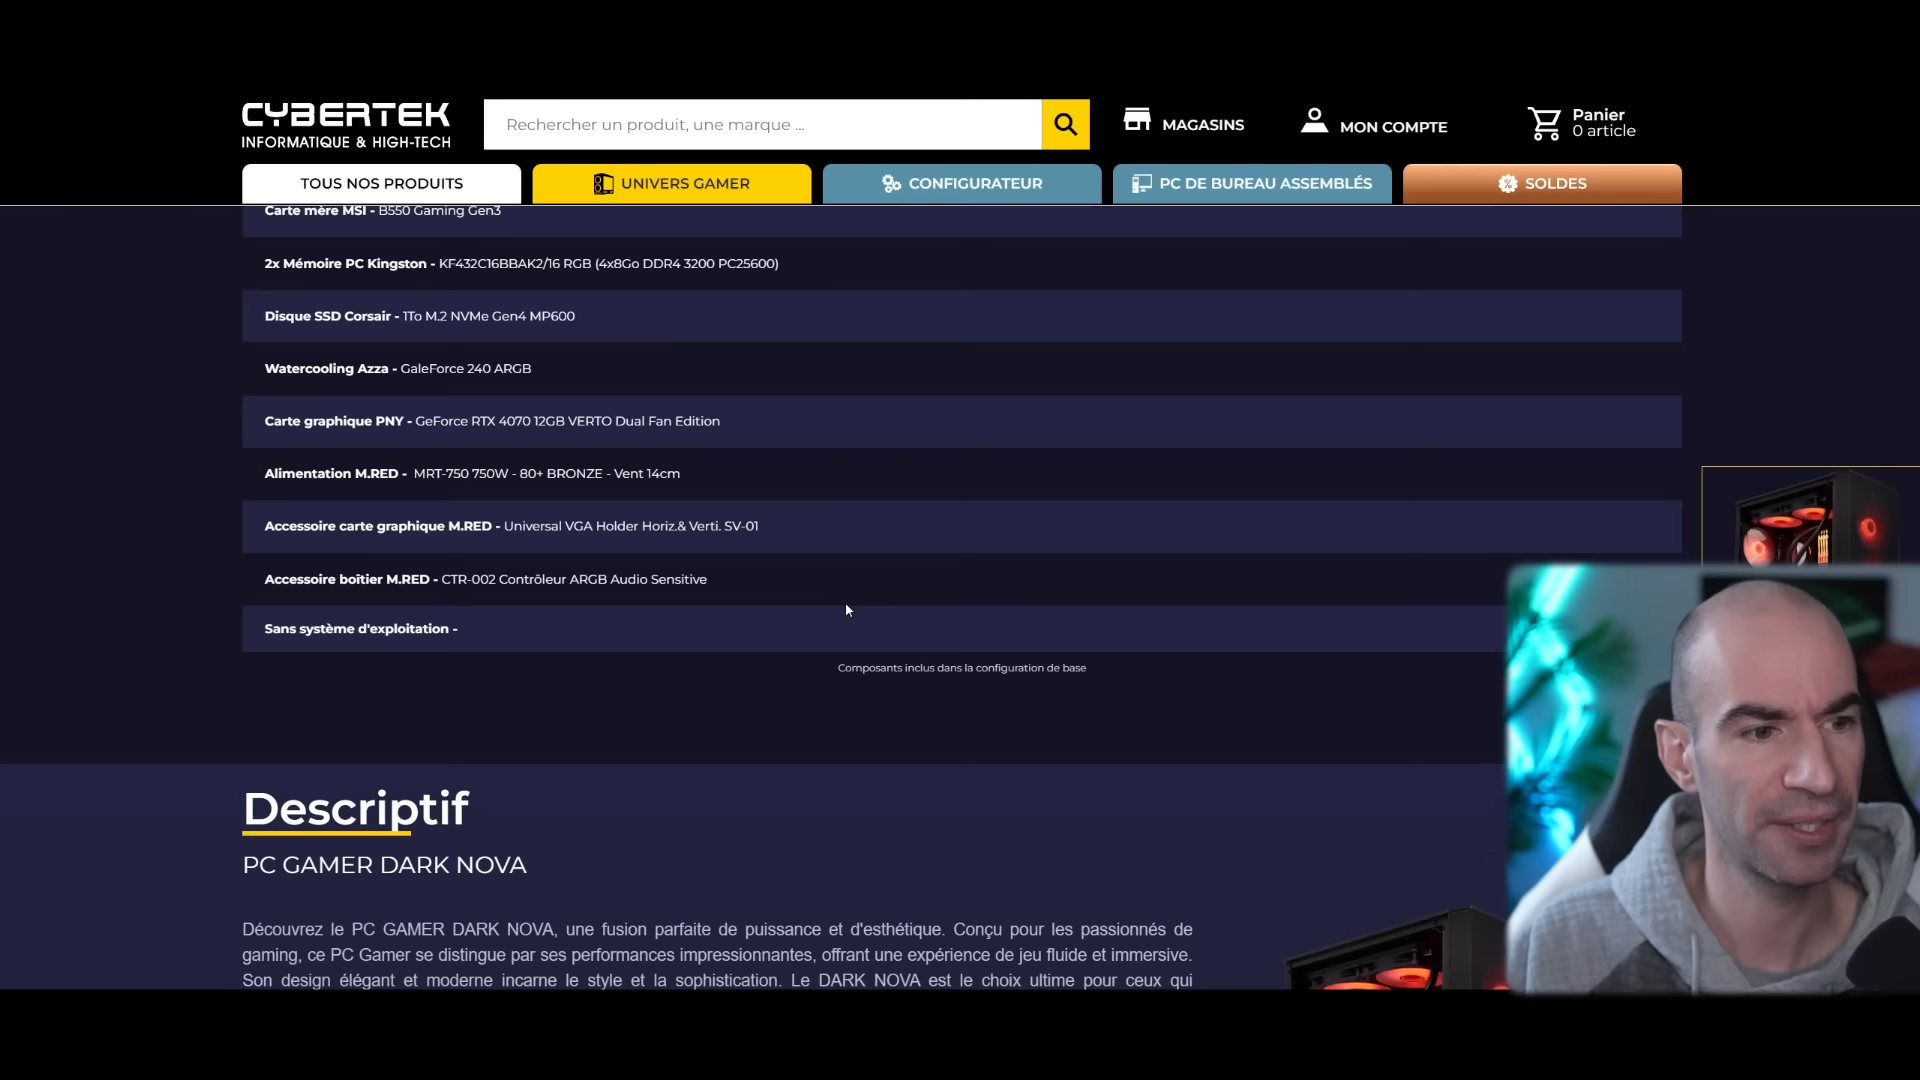 CYBERTEK
INFORMATIQUE & HIGH-TECH
Rechercher un produit, une marque ...
MAGASINS
MON COMPTE
Panier
0 article
TOUS NOS PRODUITS
UNIVERS GAMER
CONFIGURATEUR
PC DE BUREAU ASSEMBLÉS
SOLDES
Carte mère MSI - B550 Gaming Gen3
2x Mémoire PC Kingston - KF432C16BBAK2/16 RGB (4x8Go DDR4 3200 PC25600)
Disque SSD Corsair - 1To M.2 NVMe Gen4 MP600
Watercooling Azza - GaleForce 240 ARGB
Carte graphique PNY - GeForce RTX 4070 12GB VERTO Dual Fan Edition
Alimentation M.RED - MRT-750 750W - 80+ BRONZE - Vent 14cm
Accessoire carte graphique M.RED - Universal VGA Holder Horiz.& Verti. SV-01
Accessoire boîtier M.RED - CTR-002 Contrôleur ARGB Audio Sensitive
Sans système d'exploitation -
Composants inclus dans la configuration de base
Descriptif
PC GAMER DARK NOVA
Découvrez le PC GAMER DARK NOVA, une fusion parfaite de puissance et d'esthétique. Conçu pour les passionnés de
gaming, ce PC Gamer se distingue par ses performances impressionnantes, offrant une expérience de jeu fluide et immersive.
Son design élégant et moderne incarne le style et la sophistication. Le DARK NOVA est le choix ultime pour ceux qui